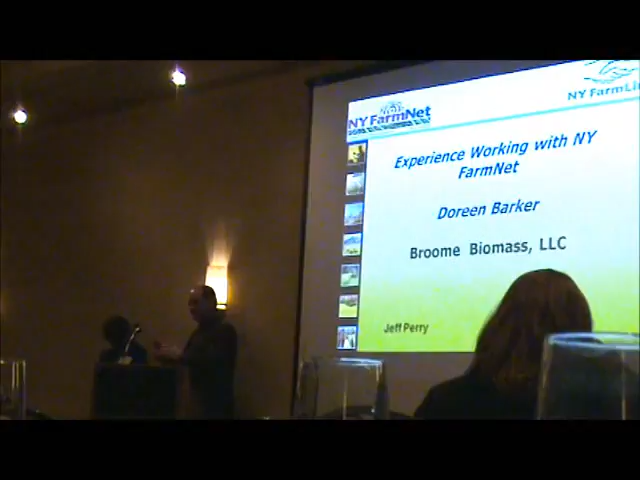 NY FarmNet
NY FarmLi
Experience Working with NY
FarmNet
Doreen Barker
Broome Biomass, LLC
Jeff Perry